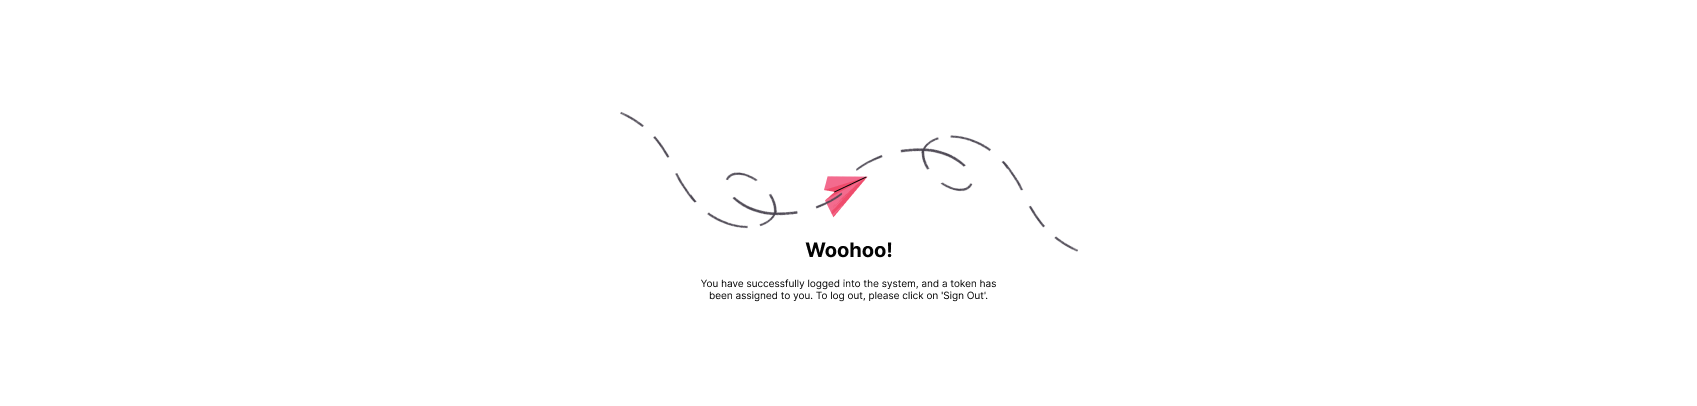 Woohoo!
You have successfully logged into the system, and a token has
been assigned to you. To log out, please click on 'Sign Out'.